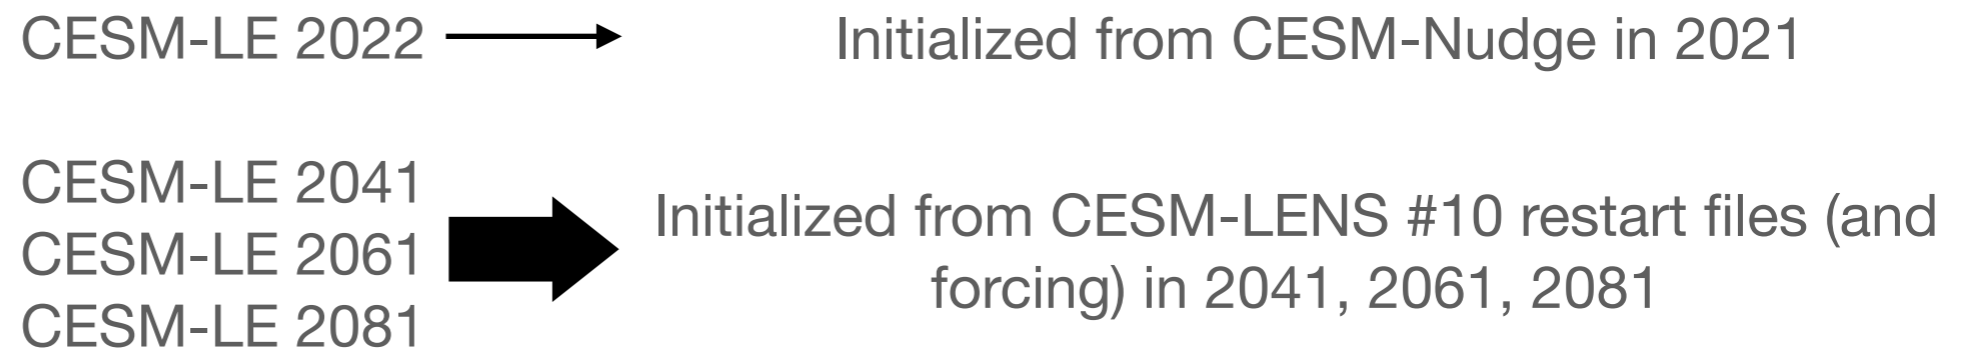 CESM-LE 2022
Initialized from CESM-Nudge in 2021
CESM-LE 2041
CESM-LE 2061
CESM-LE 2081
Initialized from CESM-LENS #10 restart files (and
forcing) in 2041, 2061, 2081